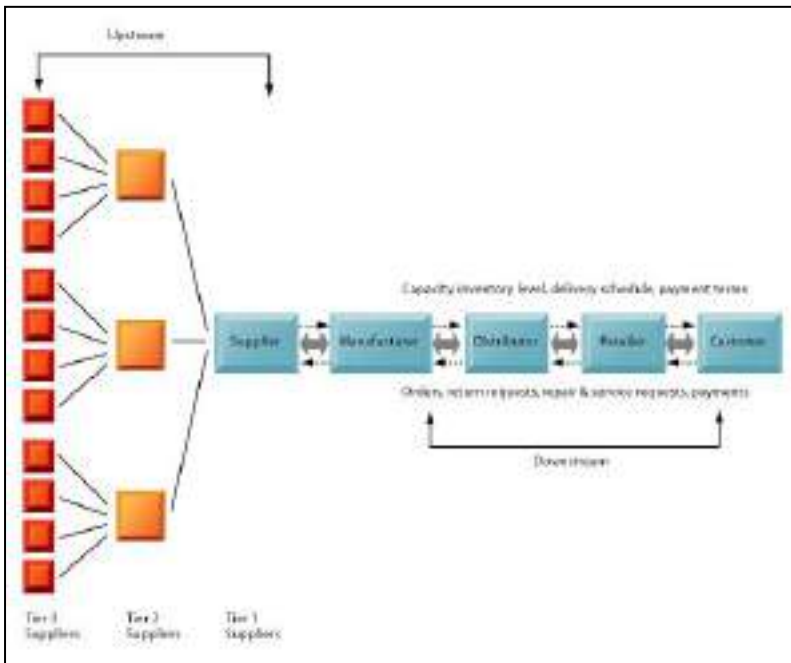 Upstream
Capacity inventory level, delivery schedule, payment terms
Supplier
Manufacturer
Distributor
Retailer
Customer
Orders, return requests, repair & service requests, payments
Downstream
Tier 3
Suppliers
Tier 2
Suppliers
Tier 1
Suppliers